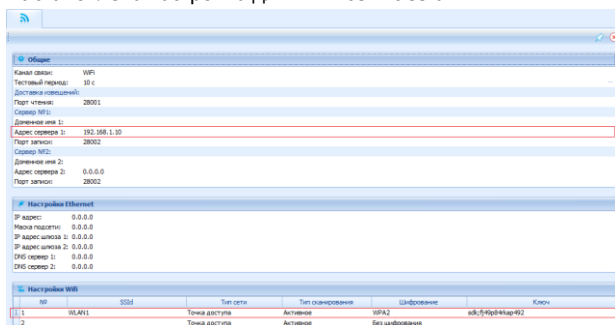 Общие
Канал связи: WiFi
Тестовый период: 10 с
Доставка извещений:
Порт чтения: 28001
Сервер №1:
Доменное имя 1:
Адрес сервера 1: 192.168.1.10
Порт записи: 28002
Сервер №2:
Доменное имя 2:
Адрес сервера 2: 0.0.0.0
Порт записи: 28002
Настройки Ethernet
IP адрес: 0.0.0.0
Маска подсети: 0.0.0.0
IP адрес шлюза 1: 0.0.0.0
IP адрес шлюза 2: 0.0.0.0
DNS сервер 1: 0.0.0.0
DNS сервер 2: 0.0.0.0
Настройки Wifi
№ SSId Тип сети Тип сканирования Шифрование Ключ
1 WLAN1 Точка доступа Активное WPA2
2 Точка доступа Активное Без шифрования